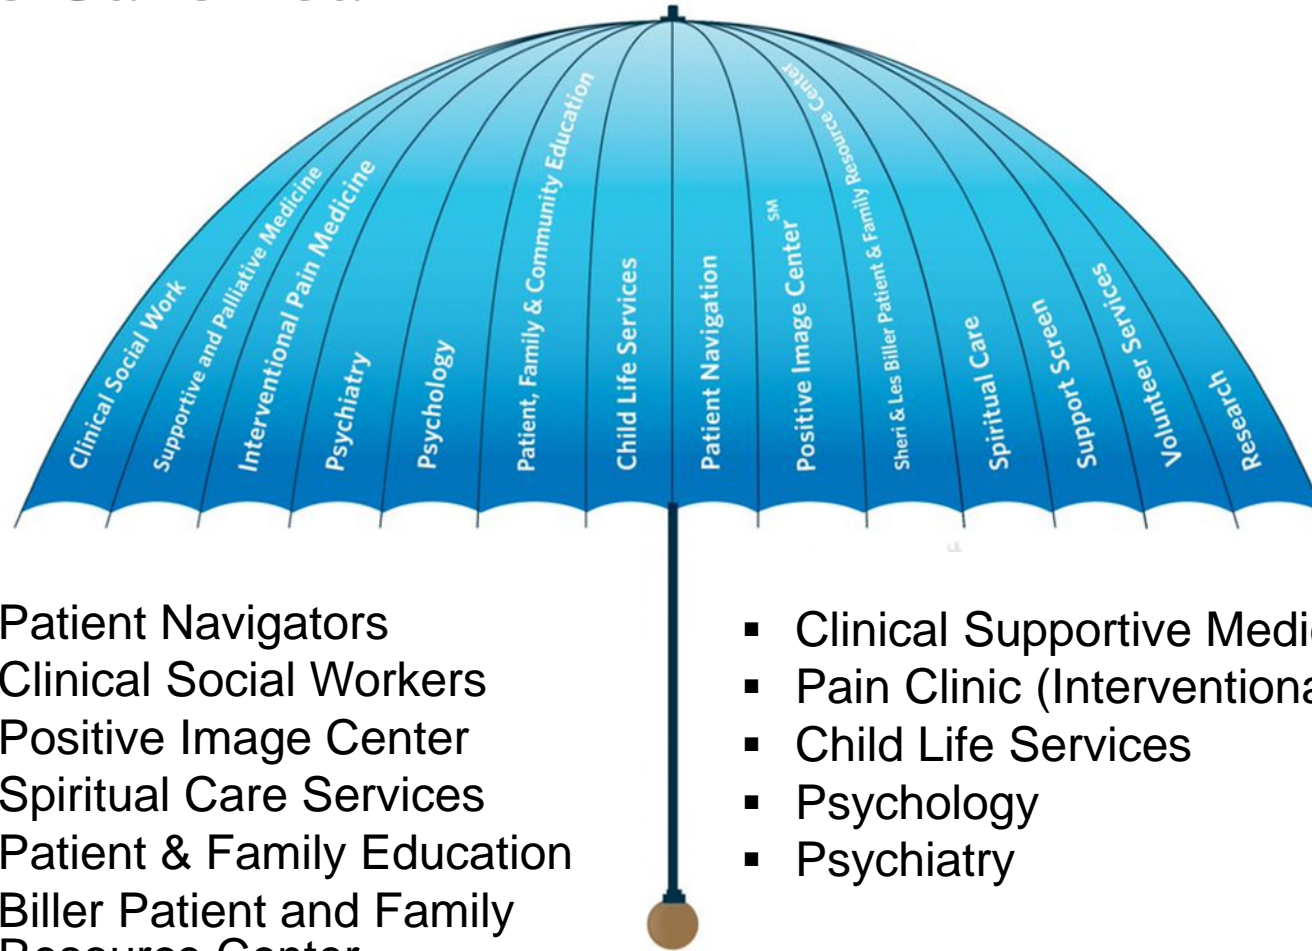 Clinical Social Work
Supportive and Palliative Medicine
Interventional Pain Medicine
Psychiatry
Psychology
Patient, Family & Community Education
Child Life Services
Patient Navigation
Positive Image Center℠
Sheri & Les Biller Patient & Family Resource Center
Spiritual Care
Support Screen
Volunteer Services
Research
Patient Navigators
Clinical Social Workers
Positive Image Center
Spiritual Care Services
Patient & Family Education
Biller Patient and Family
Resource Center
▪ Clinical Supportive
▪ Pain Clinic
▪ Child Life Services
▪ Psychology
▪ Psychiatry